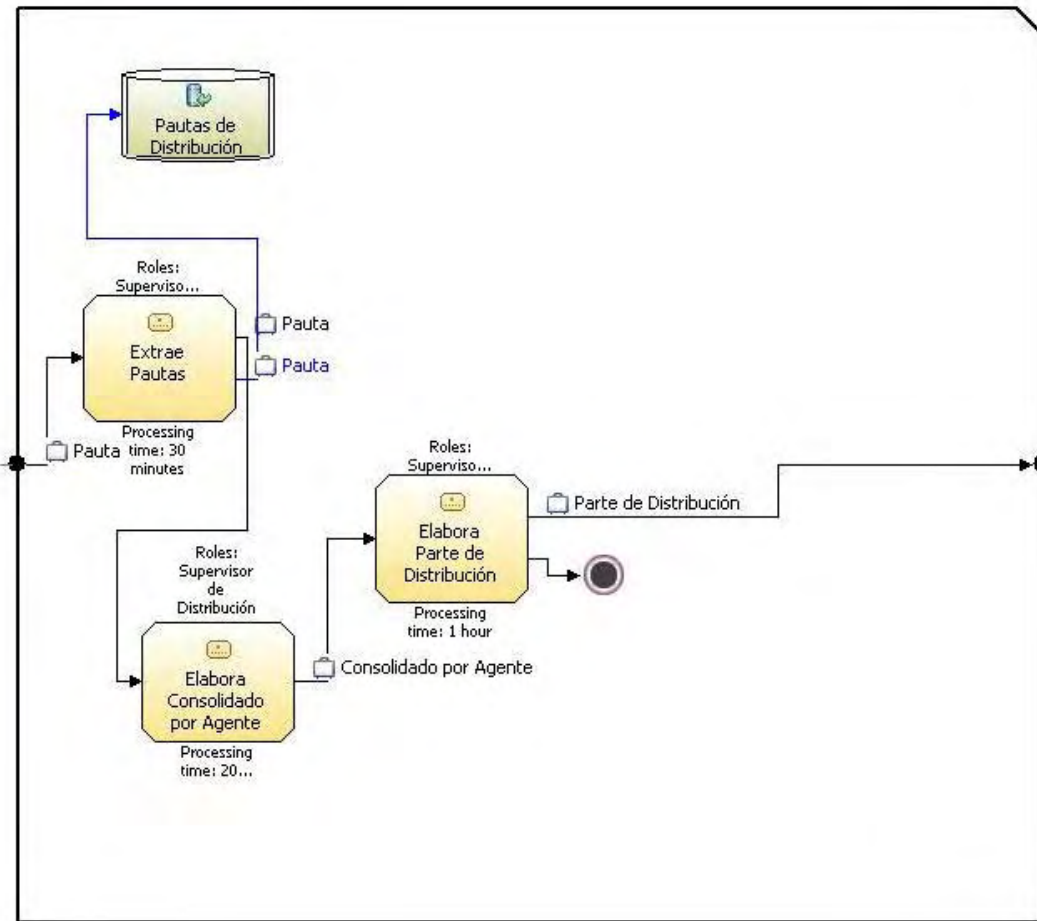 Pautas de
Distribución
Roles:
Superviso...
Extrae
Pautas
Processing
time: 30
minutes
Pauta
Pauta
Pauta
Roles:
Supervisor
de
Distribución
Elabora
Consolidado
por Agente
Processing
time: 20...
Consolidado por Agente
Roles:
Superviso...
Elabora
Parte de
Distribución
Processing
time: 1 hour
Parte de Distribución